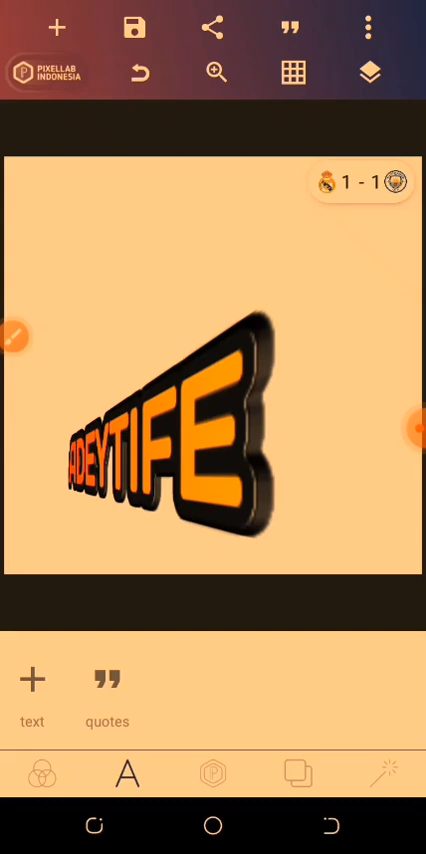 PIXELLAB
INDONESIA
1 - 1
ADEYTIFE
text
quotes